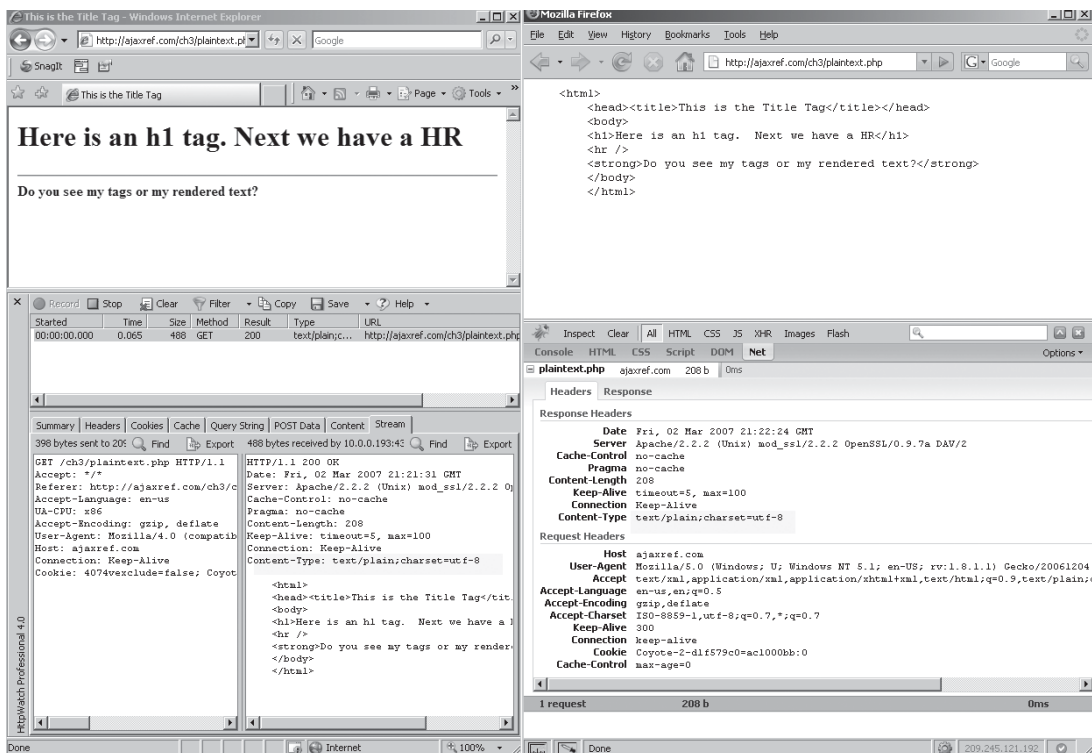 This is the Title Tag - Windows Internet Explorer
http://ajaxref.com/ch3/plaintext.ph
Google
SnagIt
This is the Title Tag
Page
Tools
Here is an h1 tag. Next we have a HR
Do you see my tags or my rendered text?
Record Stop Clear Filter Copy Save Help
Started Time Size Method Result Type URL
00:00:00.000 0.065 488 GET 200 text/plain;c... http://ajaxref.com/ch3/plaintext.php
Summary Headers Cookies Cache Query String POST Data Content Stream
398 bytes sent to 209 Find Export 488 bytes received by 10.0.0.193:43 Find Export
GET /ch3/plaintext.php HTTP/1.1
Accept: */*
Referer: http://ajaxref.com/ch3/c
Accept-Language: en-us
UA-CPU: x86
Accept-Encoding: gzip, deflate
User-Agent: Mozilla/4.0 (compatib
Host: ajaxref.com
Connection: Keep-Alive
Cookie: 4074vexclude=false; Coyot
HTTP/1.1 200 OK
Date: Fri, 02 Mar 2007 21:21:31 GMT
Server: Apache/2.2.2 (Unix) mod_ssl/2.2.2 Op
Cache-Control: no-cache
Pragma: no-cache
Content-Length: 208
Keep-Alive: timeout=5, max=100
Connection: Keep-Alive
Content-Type: text/plain;charset=utf-8
<html>
<head><title>This is the Title Tag</tit
<body>
<h1>Here is an h1 tag.  Next we have a H
<hr />
<strong>Do you see my tags or my render
</body>
</html>
HttpWatch Professional 4.0
Done
Internet
100%
Mozilla Firefox
File Edit View History Bookmarks Tools Help
http://ajaxref.com/ch3/plaintext.php
Google
<html>
<head><title>This is the Title Tag</title></head>
<body>
<h1>Here is an h1 tag.  Next we have a HR</h1>
<hr />
<strong>Do you see my tags or my rendered text?</strong>
</body>
</html>
Inspect Clear All HTML CSS JS XHR Images Flash
Console HTML CSS Script DOM Net Options
plaintext.php ajaxref.com 208 b 0ms
Headers Response
Response Headers
Date Fri, 02 Mar 2007 21:22:24 GMT
Server Apache/2.2.2 (Unix) mod_ssl/2.2.2 OpenSSL/0.9.7a DAV/2
Cache-Control no-cache
Pragma no-cache
Content-Length 208
Keep-Alive timeout=5, max=100
Connection Keep-Alive
Content-Type text/plain;charset=utf-8
Request Headers
Host ajaxref.com
User-Agent Mozilla/5.0 (Windows; U; Windows NT 5.1; en-US; rv:1.8.1.1) Gecko/20061204
Accept text/xml,application/xml,application/xhtml+xml,text/html;q=0.9,text/plain;
Accept-Language en-us,en;q=0.5
Accept-Encoding gzip,deflate
Accept-Charset ISO-8859-1,utf-8;q=0.7,*;q=0.7
Keep-Alive 300
Connection keep-alive
Cookie Coyote-2-d1f579c0=ac1000bb:0
Cache-Control max-age=0
1 request 208 b 0ms
Done
209.245.121.192